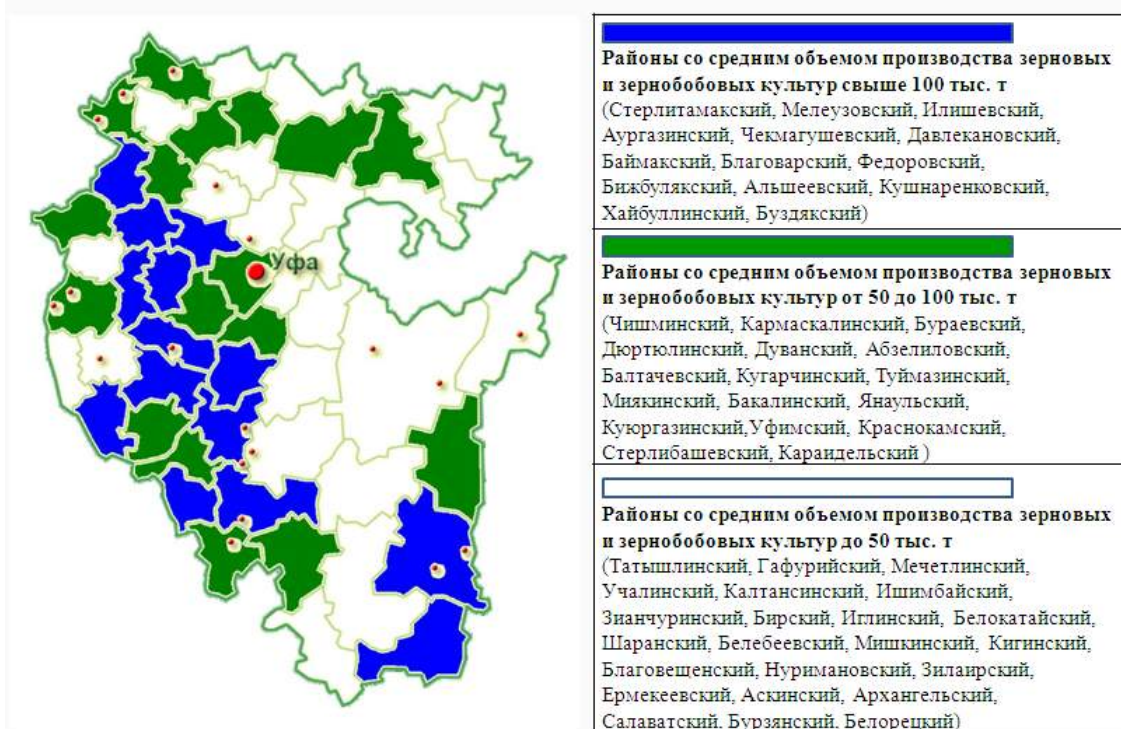 Уфа
Районы со средним объемом производства зерновых
и зернобобовых культур свыше 100 тыс. т
(Стерлитамакский, Мелеузовский, Илишевский,
Аургазинский, Чекмагушевский, Давлекановский,
Баймакский, Благоварский, Федоровский,
Бижбулякский, Альшеевский, Кушнаренковский,
Хайбуллинский, Буздякский)
Районы со средним объемом производства зерновых
и зернобобовых культур от 50 до 100 тыс. т
(Чишминский, Кармаскалинский, Бураевский,
Дюртюлинский, Дуванский, Абзелиловский,
Балтачевский, Кугарчинский, Туймазинский,
Миякинский, Бакалинский, Янаульский,
Куюргазинский,Уфимский, Краснокамский,
Стерлибашевский, Караидельский )
Районы со средним объемом производства зерновых
и зернобобовых культур до 50 тыс. т
(Татышлинский, Гафурийский, Мечетлинский,
Учалинский, Калтасинский, Ишимбайский,
Зианчуринский, Бирский, Иглинский, Белокатайский,
Шаранский, Белебеевский, Мишкинский, Кигинский,
Благовещенский, Нуримановский, Зилаирский,
Ермекеевский, Аскинский, Архангельский,
Салаватский, Бурзянский, Белорецкий)